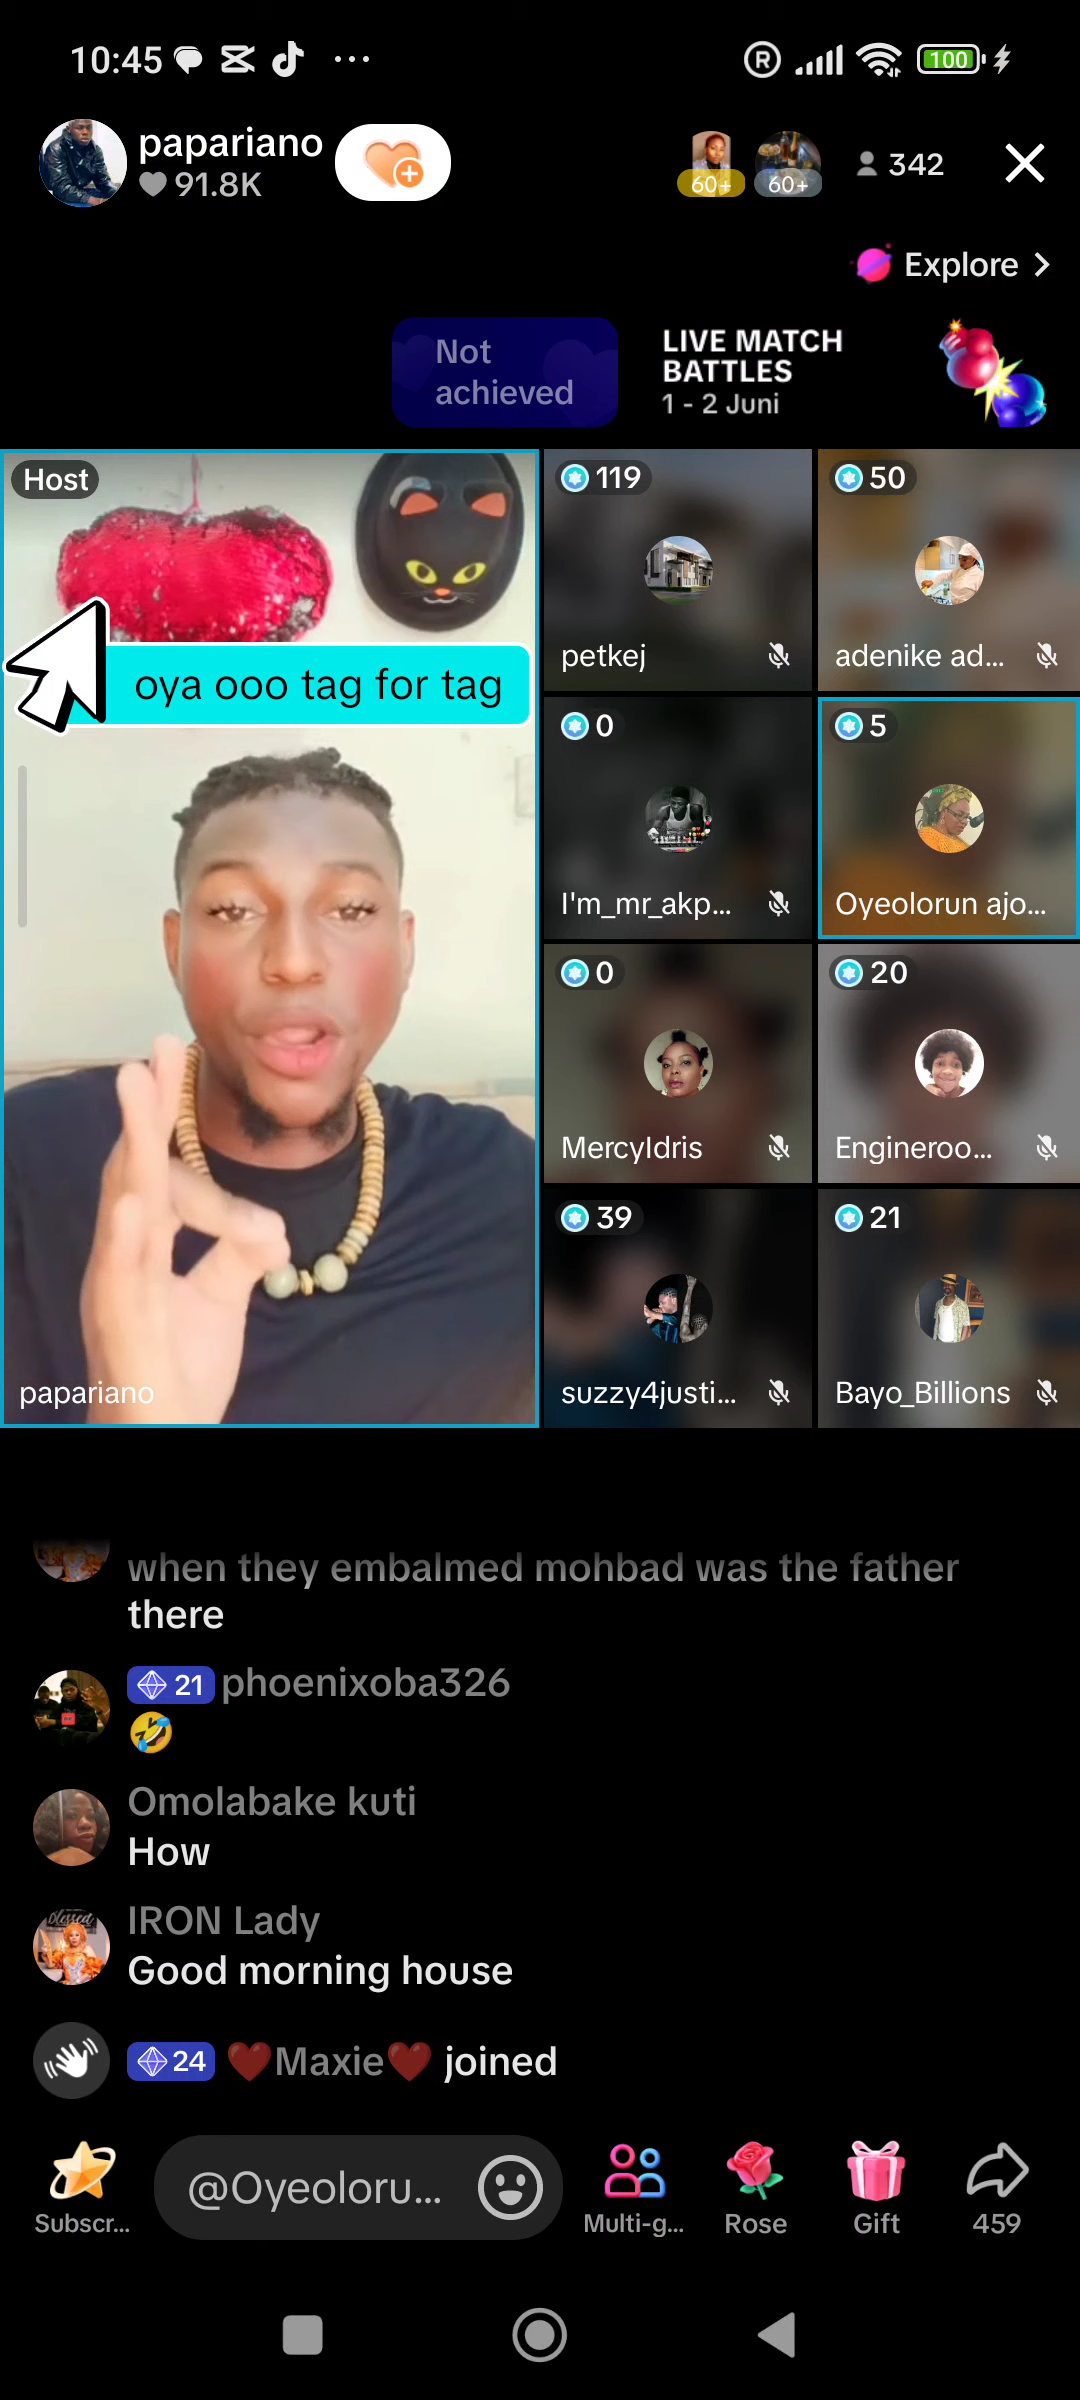 10:45
100
papariano
91.8K
60+
60+
342
Explore
Not
achieved
LIVE MATCH
BATTLES
1 - 2 Juni
Host
oya ooo tag for tag
papariano
119
petkej
50
adenike ad...
0
I'm_mr_akp...
5
Oyeolorun ajo...
0
MercyIdris
20
Engineroo...
39
suzzy4justi...
21
Bayo_Billions
when they embalmed mohbad was the father
there
21 phoenixoba326
🤣
Omolabake kuti
How
IRON Lady
Good morning house
24 ❤️Maxie❤️ joined
Subscr...
@Oyeoloru...
Multi-g...
Rose
Gift
459